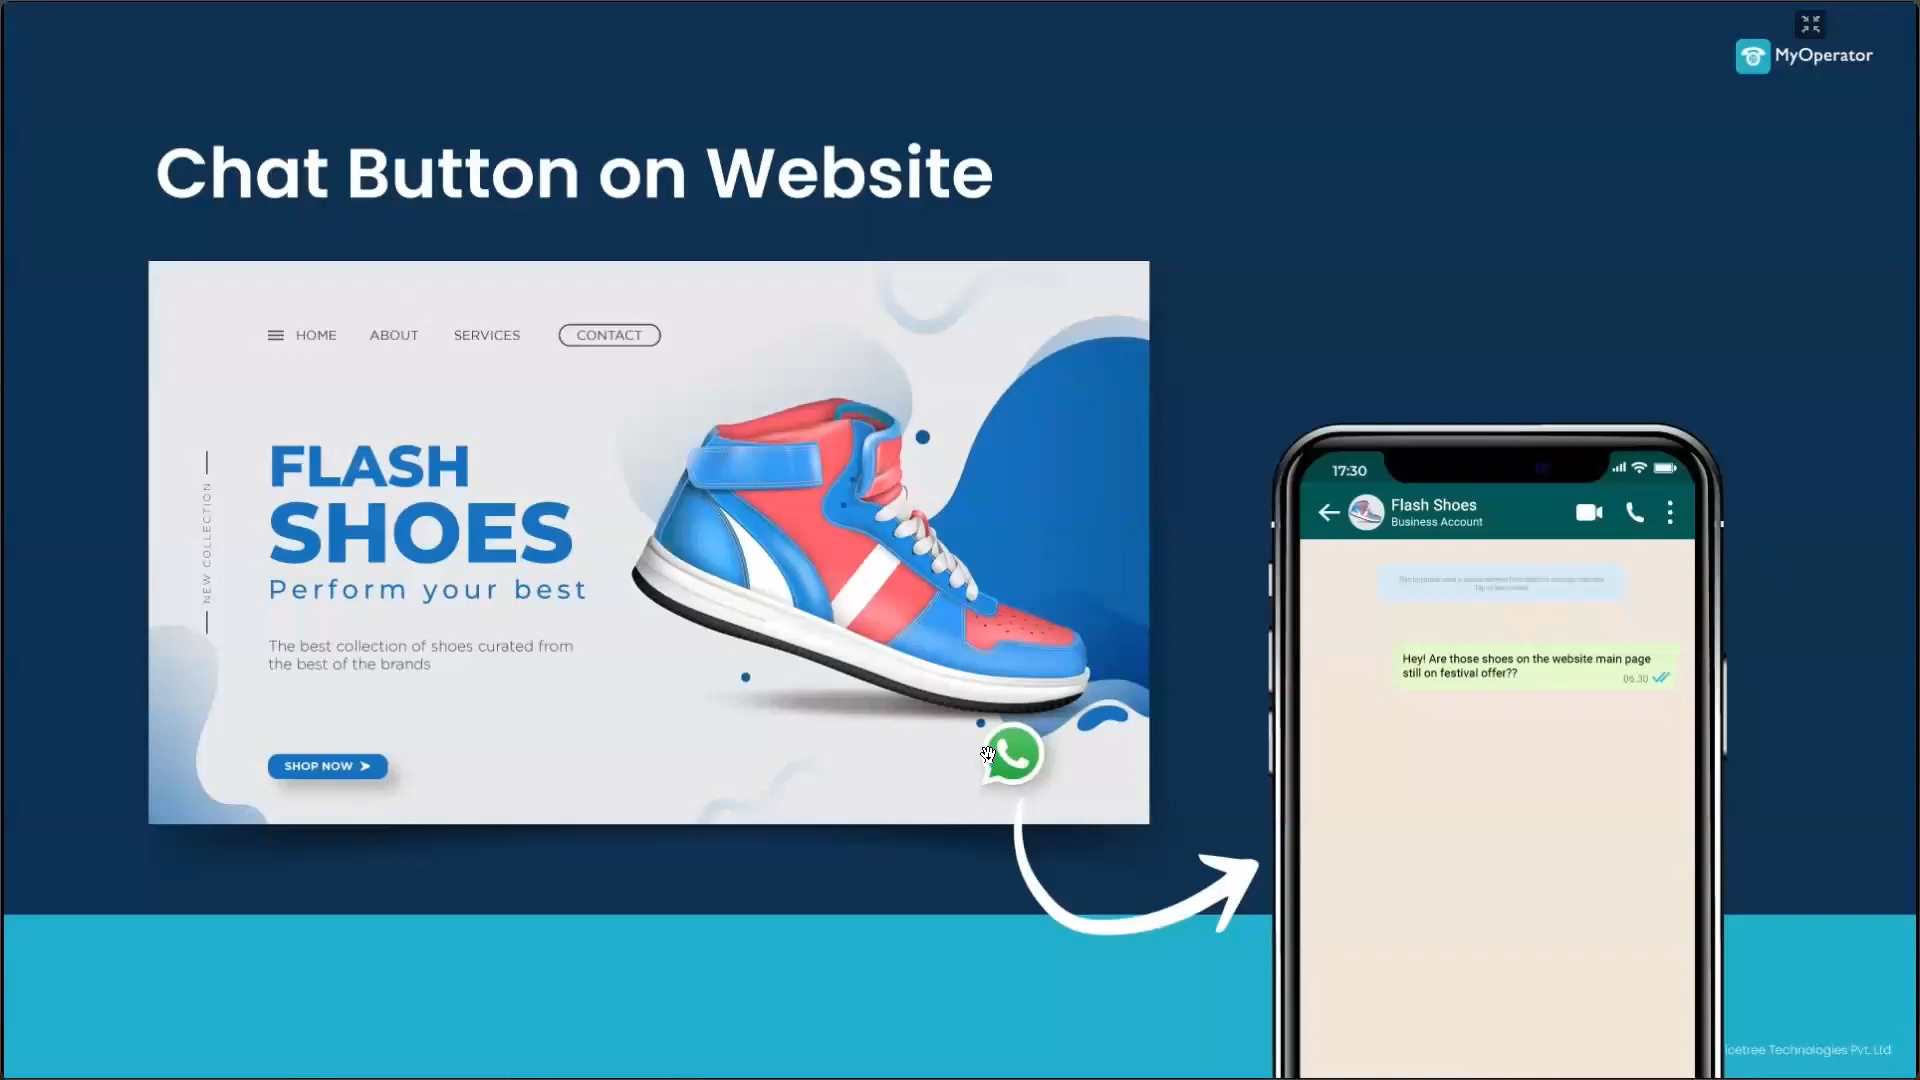 MyOperator
Chat Button on Website
HOME ABOUT SERVICES CONTACT
NEW COLLECTION
FLASH
SHOES
Perform your best
The best collection of shoes curated from
the best of the brands
SHOP NOW
17:30
Flash Shoes
Business Account
Hey! Are those shoes on the website main page
still on festival offer??
06.30
Technologies Pvt. Ltd